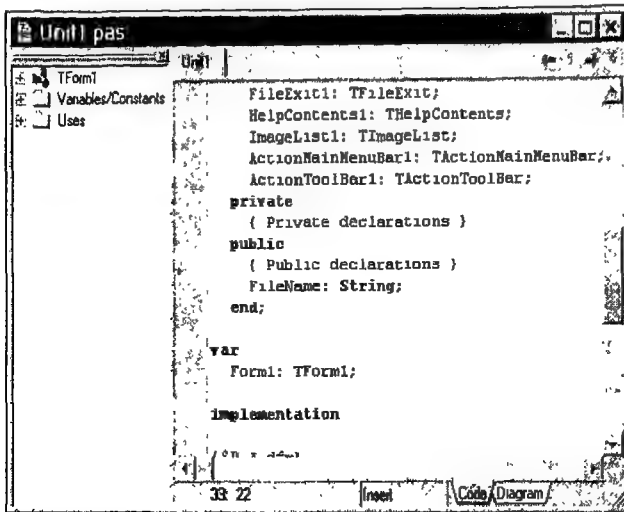 Unit1 pas
TForm1
Variables/Constants
Uses
Unit1
FileExit1: TFileExit;
HelpContents1: THelpContents;
ImageList1: TImageList;
ActionMainMenuBar1: TActionMainMenuBar;
ActionToolBar1: TActionToolBar;
private
{ Private declarations }
public
{ Public declarations }
FileName: String;
end;
var
Form1: TForm1;
implementation
33: 22
Insert
Code
Diagram